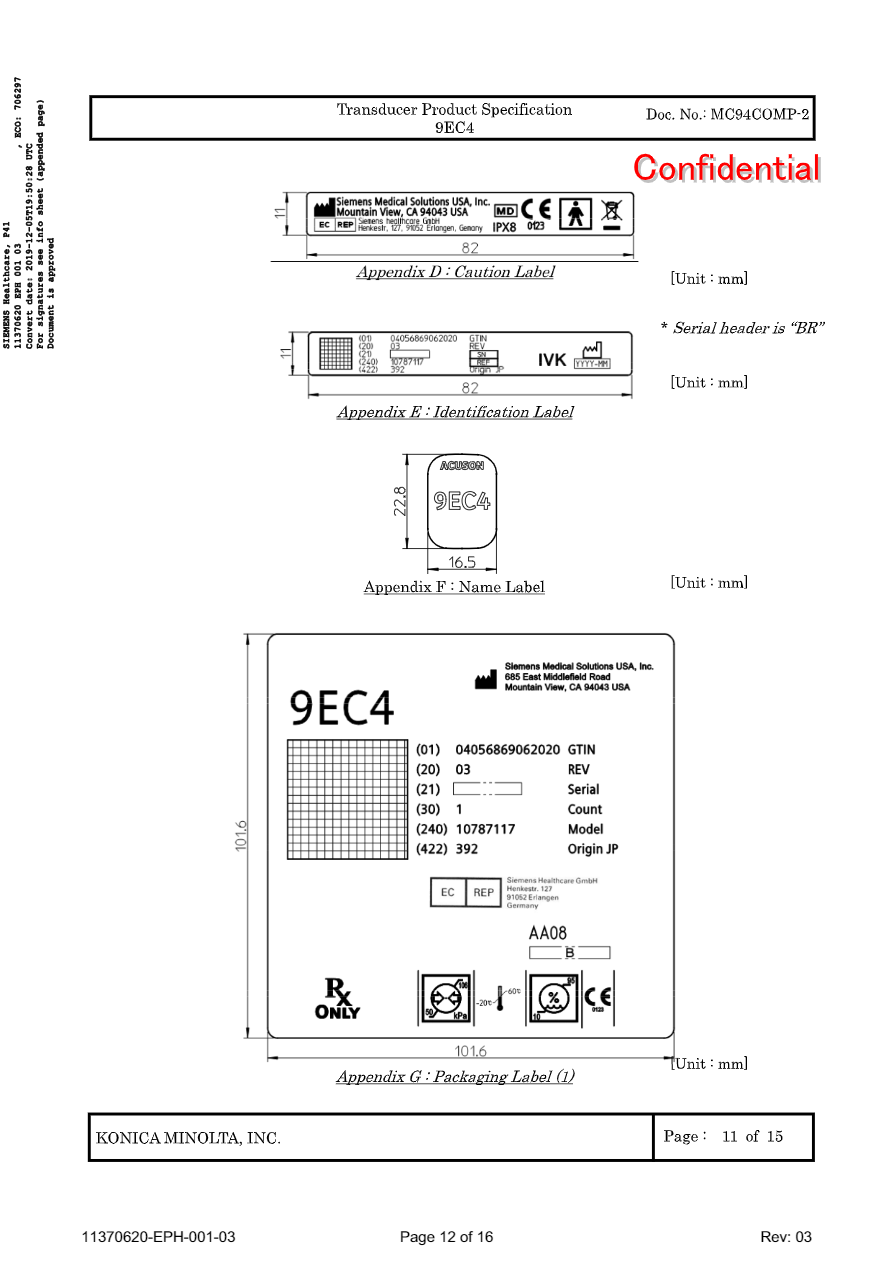 SIEMENS Healthcare, P41
11370620 EPH 001 03 , ECO: 706297
Convert date: 2019-12-05T19:50:28 UTC
For signatures see info sheet (appended page)
Document is approved
Transducer Product Specification
9EC4
Doc. No.: MC94COMP-2
Confidential
Siemens Medical Solutions USA, Inc.
Mountain View, CA 94043 USA
EC REP Siemens healthcare GmbH
Henkestr, 127, 91052 Erlangen, Genany
MD CE
IPX8 0123
11
82
Appendix D : Caution Label
[Unit : mm]
* Serial header is “BR”
(01) 04056869062020 GTIN
(20) 03 REV
(21) SN
(240) 10787117 REF
(422) 392 Origin JP
IVK
YYYY-MM
11
82
[Unit : mm]
Appendix E : Identification Label
ACUSON
9EC4
22.8
16.5
Appendix F : Name Label
[Unit : mm]
Siemens Medical Solutions USA, Inc.
685 East Middlefield Road
Mountain View, CA 94043 USA
9EC4
(01) 04056869062020 GTIN
(20) 03 REV
(21) Serial
(30) 1 Count
(240) 10787117 Model
(422) 392 Origin JP
101.6
EC REP
Siemens Healthcare GmbH
Henkestr. 127
91052 Erlangen
Germany
AA08
B
Rx
ONLY
106
50 kPa
-20℃ 60℃
95
%
10
CE
0123
101.6
[Unit : mm]
Appendix G : Packaging Label (1)
KONICA MINOLTA, INC.
Page : 11 of 15
11370620-EPH-001-03 Page 12 of 16 Rev: 03